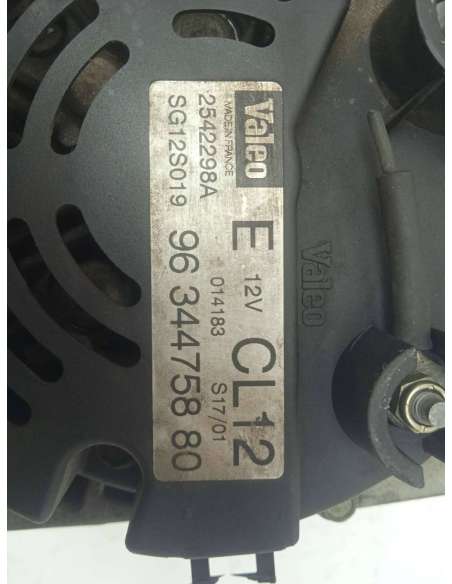 Valeo
MADE IN FRANCE
E 12V CL12
2542298A 014183 S17/01
SG12S019 96 344758 80
Valeo